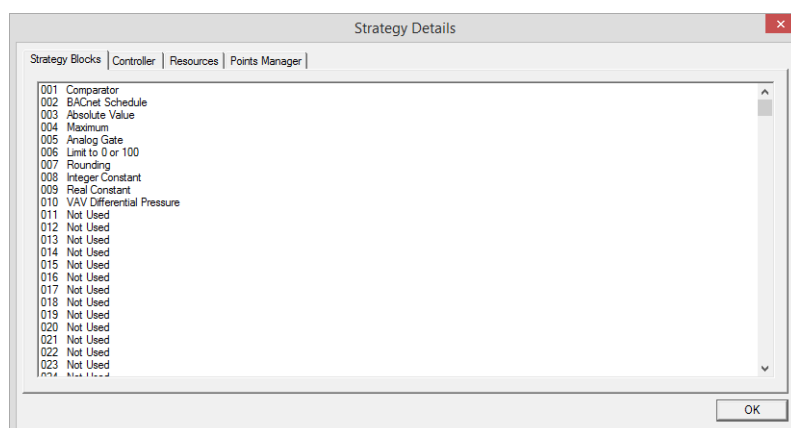 Strategy Details
Strategy Blocks Controller Resources Points Manager
001 Comparator
002 BACnet Schedule
003 Absolute Value
004 Maximum
005 Analog Gate
006 Limit to 0 or 100
007 Rounding
008 Integer Constant
009 Real Constant
010 VAV Differential Pressure
011 Not Used
012 Not Used
013 Not Used
014 Not Used
015 Not Used
016 Not Used
017 Not Used
018 Not Used
019 Not Used
020 Not Used
021 Not Used
022 Not Used
023 Not Used
024 Not Used
OK